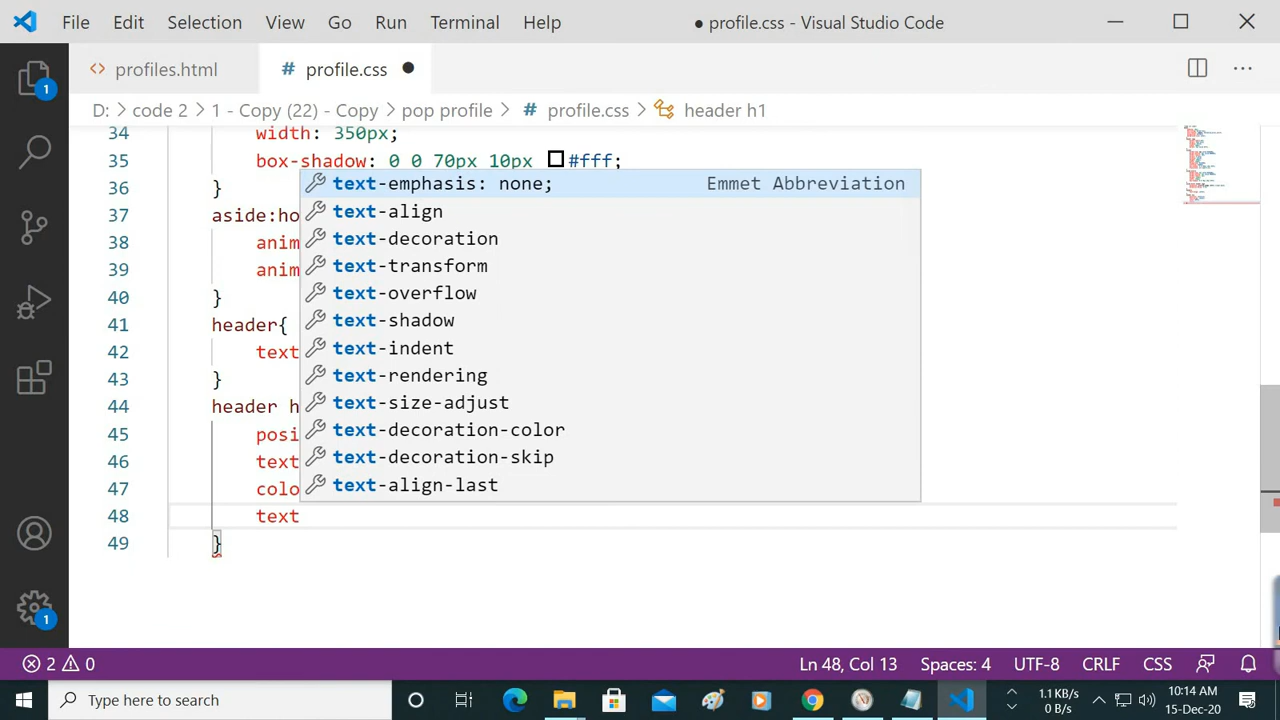 File Edit Selection View Go Run Terminal Help ● profile.css - Visual Studio Code
<> profiles.html # profile.css ●
D: > code 2 > 1 - Copy (22) - Copy > pop profile > # profile.css > header h1
34 width: 350px;
35 box-shadow: 0 0 70px 10px #fff;
text-emphasis: none; Emmet Abbreviation
36 }
text-align
37 aside:ho
text-decoration
38 anim
text-transform
39 anim
text-overflow
40 }
text-shadow
41 header{
text-indent
42 text
text-rendering
43 }
text-size-adjust
44 header h
text-decoration-color
45 posi
text-decoration-skip
46 text
text-align-last
47 colo
48 text
49 }
1
1
2 0 Ln 48, Col 13 Spaces: 4 UTF-8 CRLF CSS
Type here to search
1.1 KB/s
0 B/s
10:14 AM
15-Dec-20